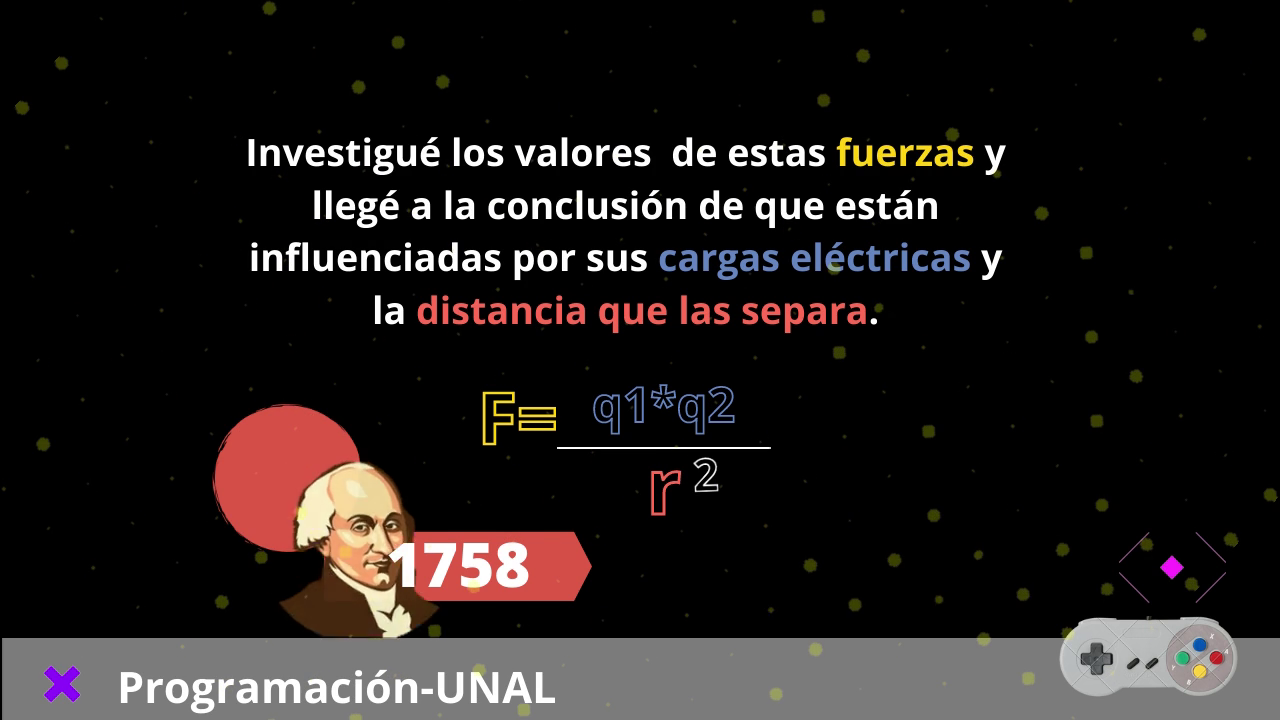 Investigué los valores  de estas fuerzas y
llegé a la conclusión de que están
influenciadas por sus cargas eléctricas y
la distancia que las separa.
F= q1*q2
r 2
1758
Programación-UNAL